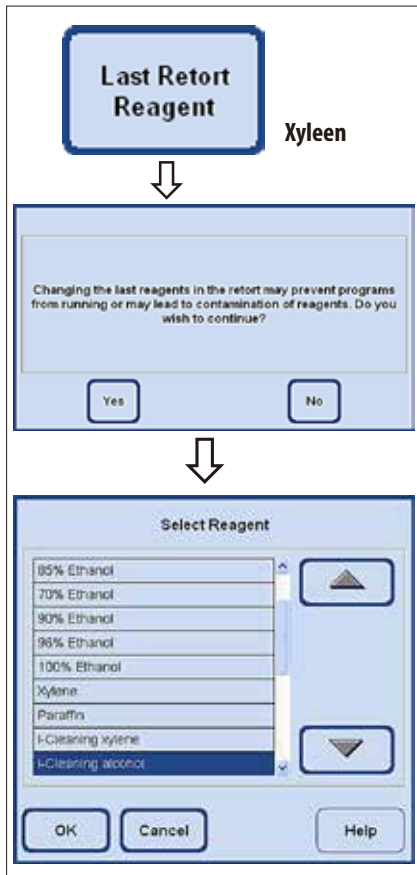 Last Retort
Reagent
Xyleen
Changing the last reagents in the retort may prevent programs
from running or may lead to contamination of reagents. Do you
wish to continue?
Yes
No
Select Reagent
85% Ethanol
70% Ethanol
90% Ethanol
96% Ethanol
100% Ethanol
Xylene
Paraffin
I-Cleaning xylene
I-Cleaning alcohol
OK
Cancel
Help